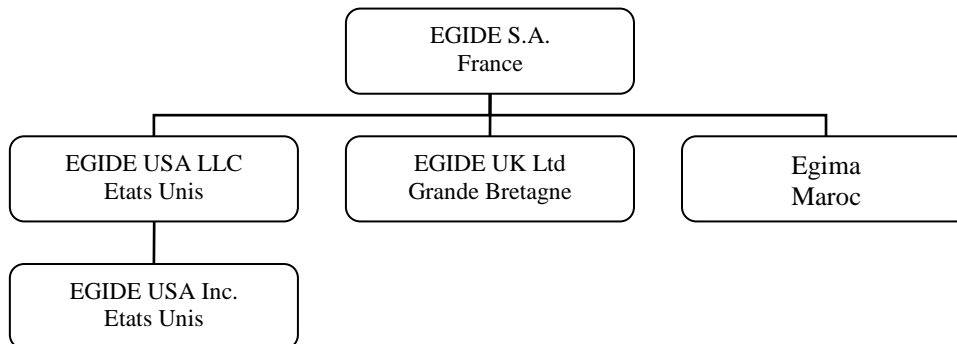 EGIDE S.A.
France
EGIDE USA LLC
Etats Unis
EGIDE UK Ltd
Grande Bretagne
Egima
Maroc
EGIDE USA Inc.
Etats Unis